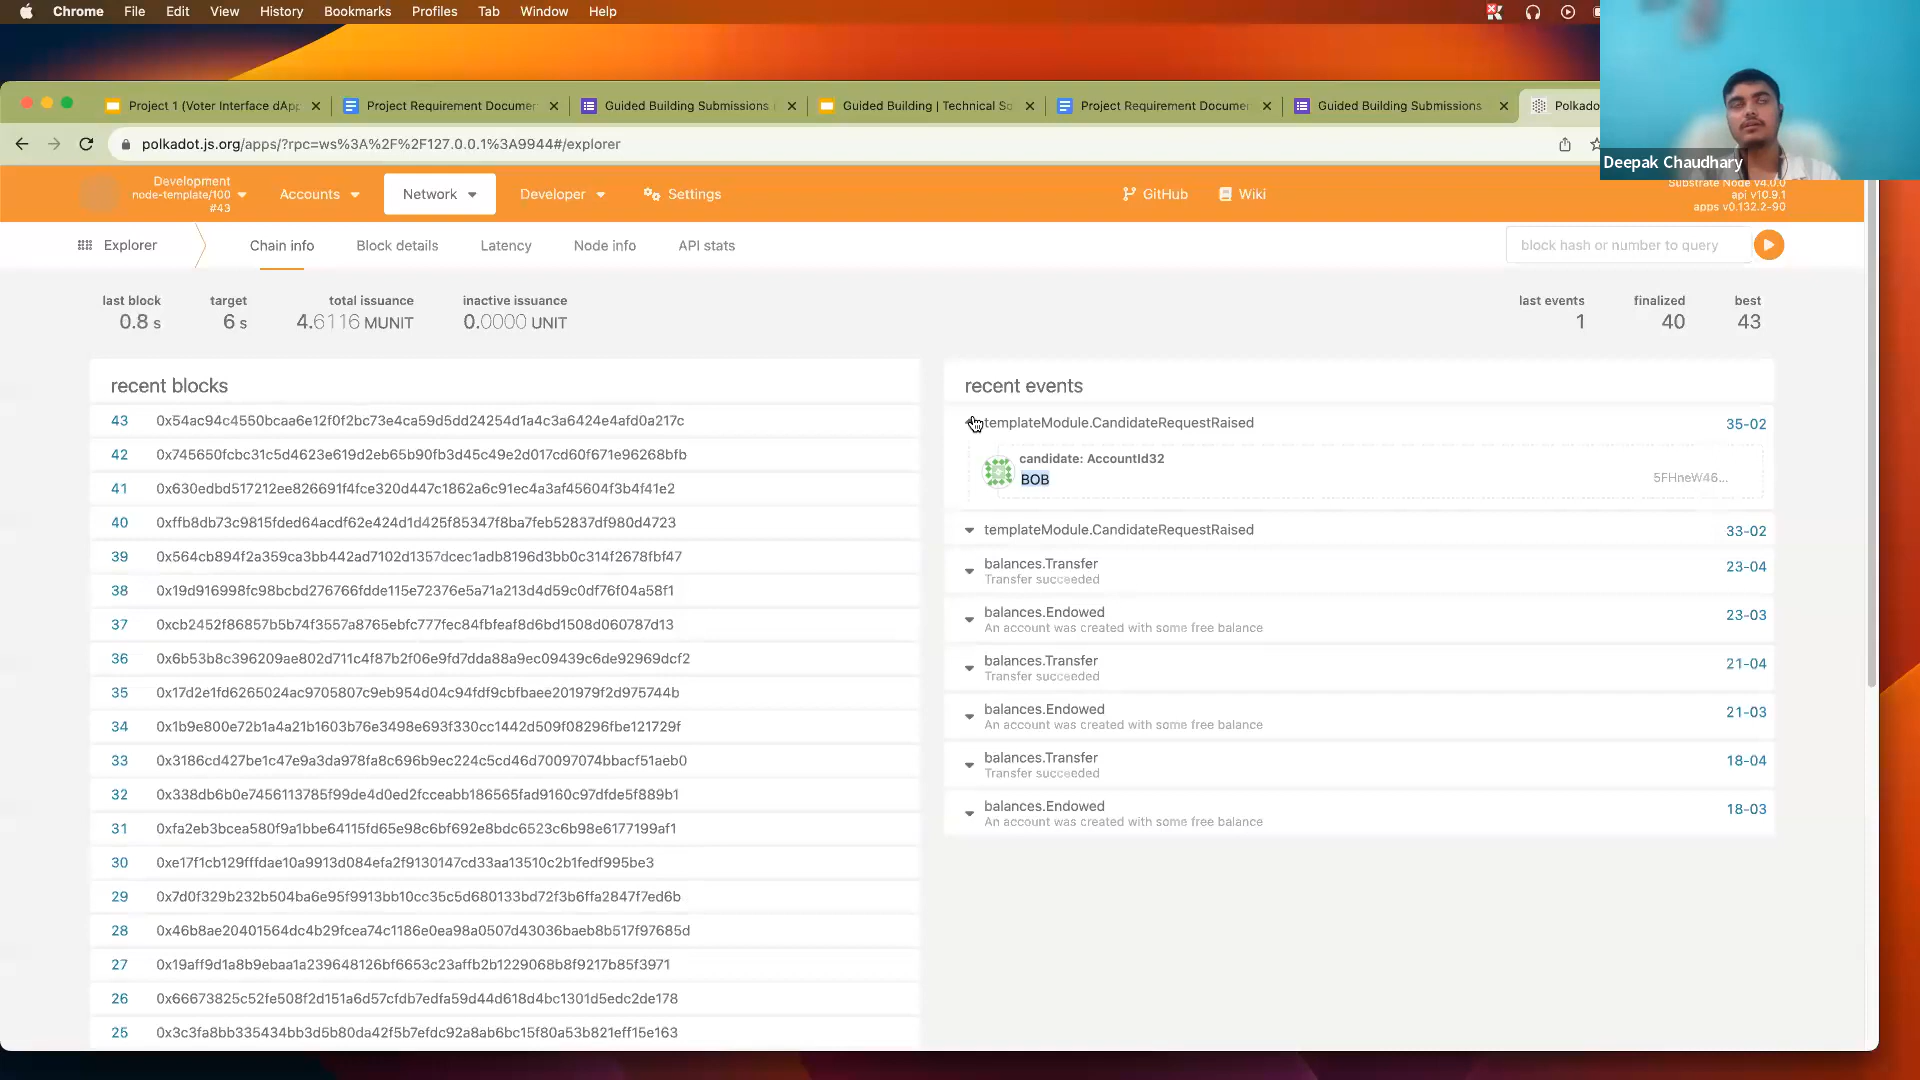 Chrome File Edit View History Bookmarks Profiles Tab Window Help
Project 1 (Voter Interface dApp
Project Requirement Documen
Guided Building Submissions
Guided Building | Technical So
Project Requirement Documen
Guided Building Submissions
Polkado
polkadot.js.org/apps/?rpc=ws%3A%2F%2F127.0.0.1%3A9944#/explorer
Deepak Chaudhary
Development
node-template/100
#43
Accounts
Network
Developer
Settings
GitHub
Wiki
Substrate Node v4.0.0
api v10.9.1
apps v0.132.2-90
Explorer
Chain info
Block details
Latency
Node info
API stats
block hash or number to query
last block
0.8 s
target
6 s
total issuance
4.6116 MUNIT
inactive issuance
0.0000 UNIT
last events
1
finalized
40
best
43
recent blocks
43 0x54ac94c4550bcaa6e12f0f2bc73e4ca59d5dd24254d1a4c3a6424e4afd0a217c
42 0x745650fcbc31c5d4623e619d2eb65b90fb3d45c49e2d017cd60f671e96268bfb
41 0x630edbd517212ee826691f4fce320d447c1862a6c91ec4a3af45604f3b4f41e2
40 0xffb8db73c9815fded64acdf62e424d1d425f85347f8ba7feb52837df980d4723
39 0x564cb894f2a359ca3bb442ad7102d1357dcec1adb8196d3bb0c314f2678fbf47
38 0x19d916998fc98bcbd276766fdde115e72376e5a71a213d4d59c0df76f04a58f1
37 0xcb2452f86857b5b74f3557a8765ebfc777fec84fbfeaf8d6bd1508d060787d13
36 0x6b53b8c396209ae802d711c4f87b2f06e9fd7dda88a9ec09439c6de92969dcf2
35 0x17d2e1fd6265024ac9705807c9eb954d04c94fdf9cbfbaee201979f2d975744b
34 0x1b9e800e72b1a4a21b1603b76e3498e693f330cc1442d509f08296fbe121729f
33 0x3186cd427be1c47e9a3da978fa8c696b9ec224c5cd46d70097074bbacf51aeb0
32 0x338db6b0e7456113785f99de4d0ed2fcceabb186565fad9160c97dfde5f889b1
31 0xfa2eb3bcea580f9a1bbe64115fd65e98c6bf692e8bdc6523c6b98e6177199af1
30 0xe17f1cb129fffdae10a9913d084efa2f9130147cd33aa13510c2b1fedf995be3
29 0x7d0f329b232b504ba6e95f9913bb10cc35c5d680133bd72f3b6ffa2847f7ed6b
28 0x46b8ae20401564dc4b29fcea74c1186e0ea98a0507d43036baeb8b517f97685d
27 0x19aff9d1a8b9ebaa1a239648126bf6653c23affb2b1229068b8f9217b85f3971
26 0x66673825c52fe508f2d151a6d57cfdb7edfa59d44d618d4bc1301d5edc2de178
25 0x3c3fa8bb335434bb3d5b80da42f5b7efdc92a8ab6bc15f80a53b821eff15e163
recent events
templateModule.CandidateRequestRaised 35-02
candidate: AccountId32
BOB 5FHneW46...
templateModule.CandidateRequestRaised 33-02
balances.Transfer 23-04
Transfer succeeded
balances.Endowed 23-03
An account was created with some free balance
balances.Transfer 21-04
Transfer succeeded
balances.Endowed 21-03
An account was created with some free balance
balances.Transfer 18-04
Transfer succeeded
balances.Endowed 18-03
An account was created with some free balance